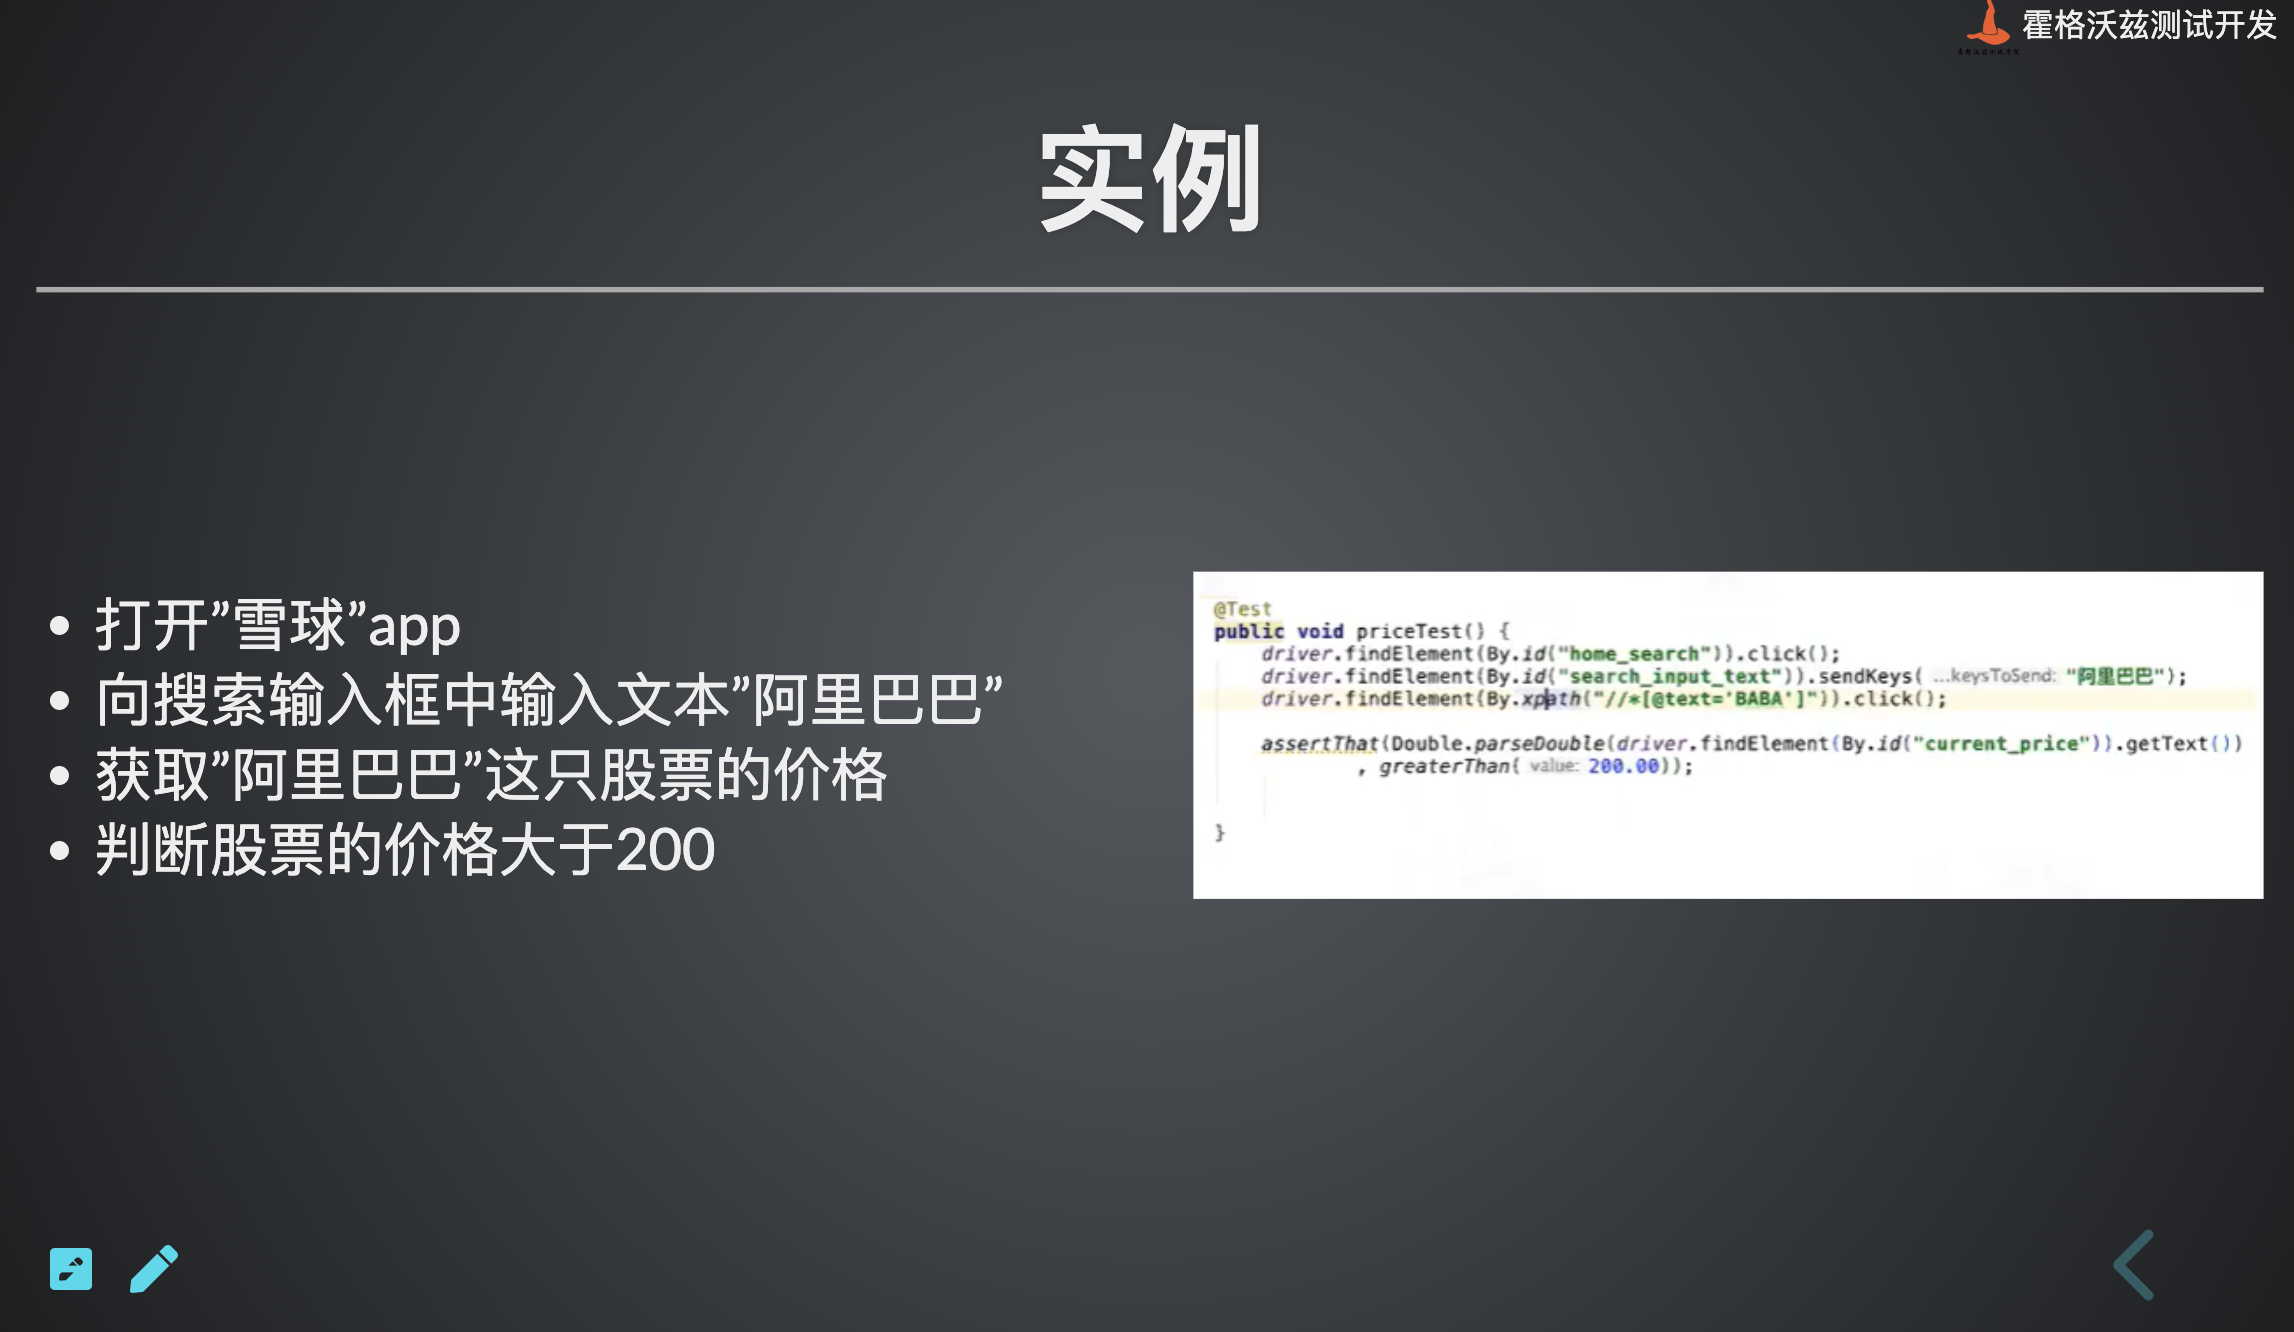 霍格沃兹测试开发
实例
打开”雪球”app
向搜索输入框中输入文本”阿里巴巴”
获取”阿里巴巴”这只股票的价格
判断股票的价格大于200
@Test
public void priceTest() {
driver.findElement(By.id("home_search")).click();
driver.findElement(By.id("search_input_text")).sendKeys( ...keysToSend: "阿里巴巴");
driver.findElement(By.xpath("//*[@text='BABA']")).click();
assertThat(Double.parseDouble(driver.findElement(By.id("current_price")).getText())
, greaterThan( value: 200.00));
}